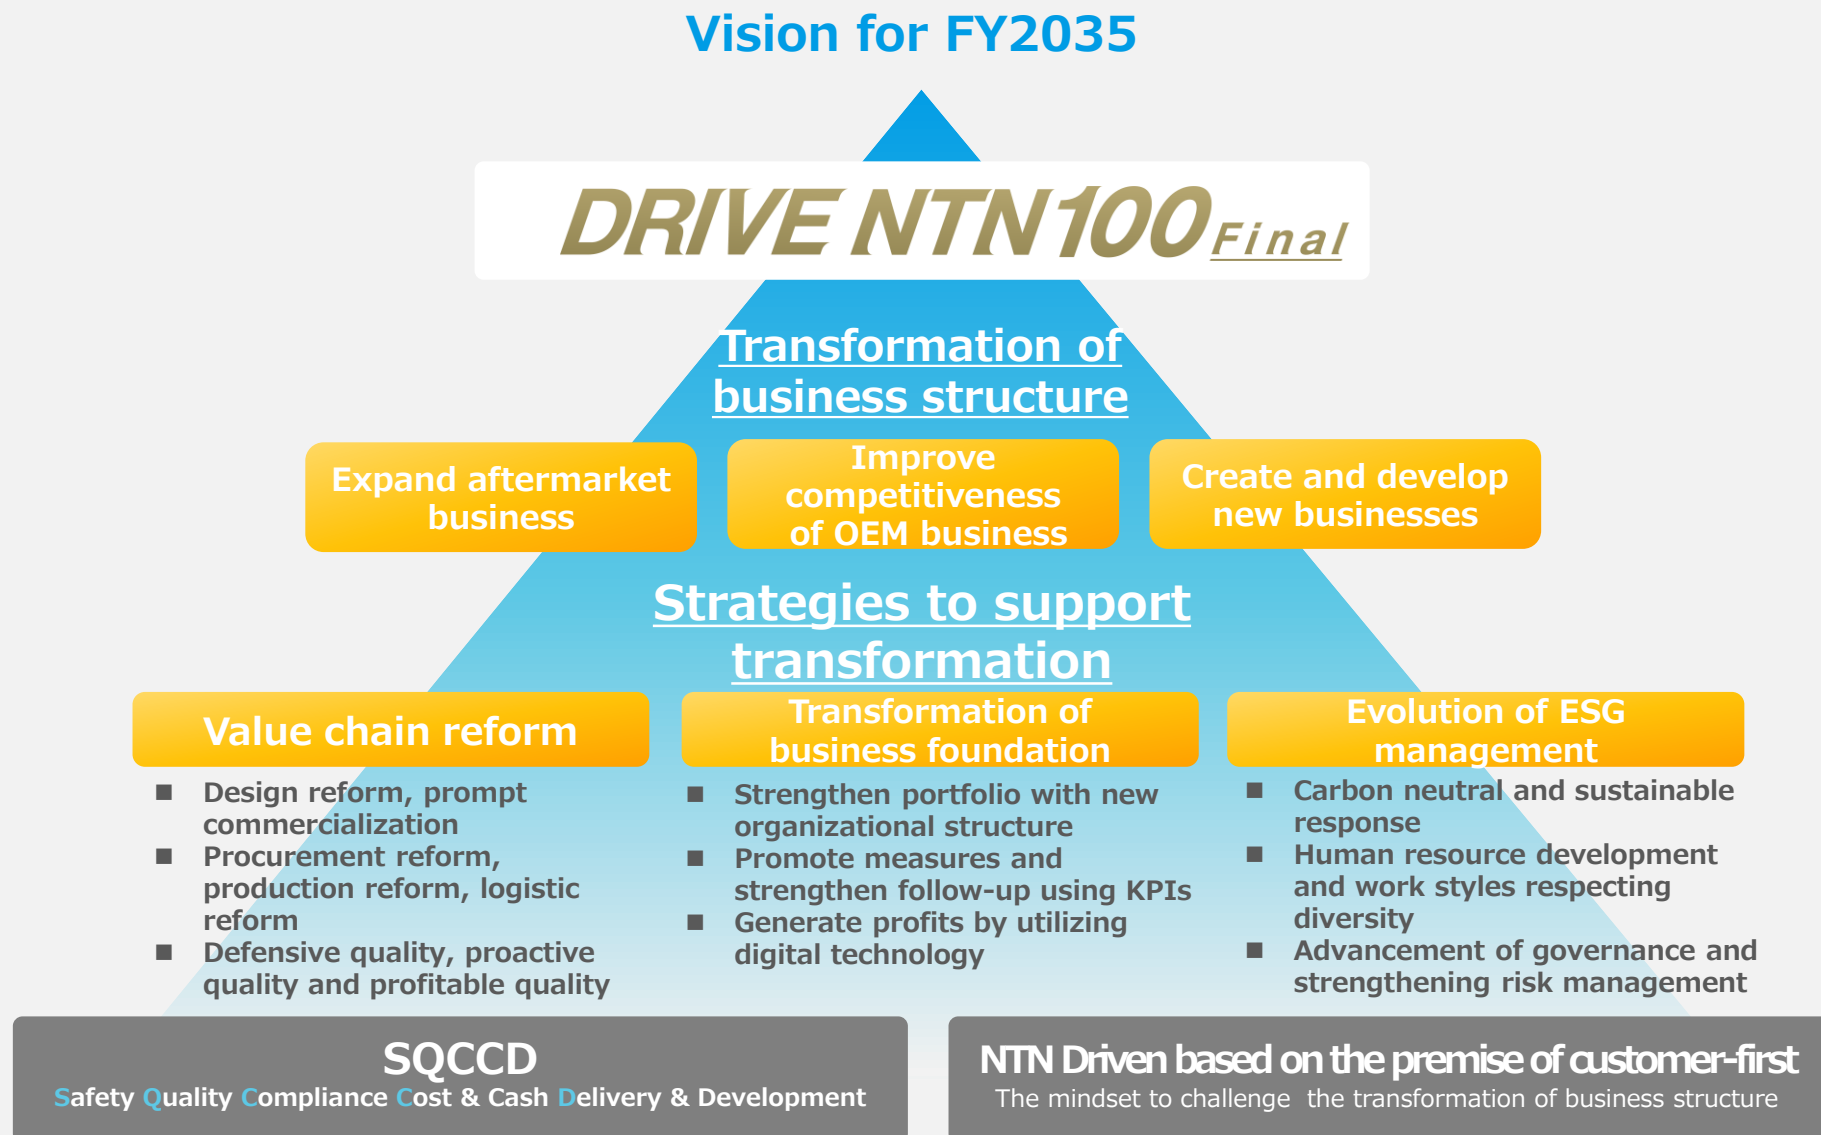 Vision for FY2035
DRIVE NTN100 Final
Transformation of
business structure
Expand aftermarket
business
Improve
competitiveness
of OEM business
Create and develop
new businesses
Strategies to support
transformation
Value chain reform
■ Design reform, prompt
commercialization
■ Procurement reform,
production reform, logistic
reform
■ Defensive quality, proactive
quality and profitable quality
Transformation of
business foundation
■ Strengthen portfolio with new
organizational structure
■ Promote measures and
strengthen follow-up using KPIs
■ Generate profits by utilizing
digital technology
Evolution of ESG
management
■ Carbon neutral and sustainable
response
■ Human resource development
and work styles respecting
diversity
■ Advancement of governance and
strengthening risk management
SQCCD
Safety Quality Compliance Cost & Cash Delivery & Development
NTN Driven based on the premise of customer-first
The mindset to challenge the transformation of business structure